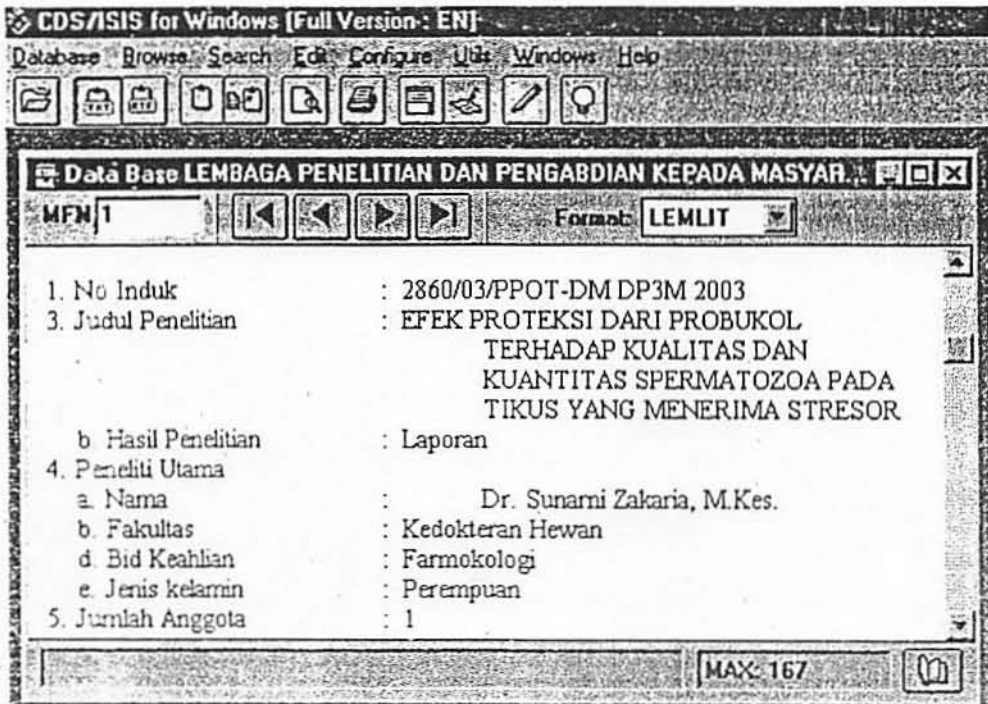 CDS/ISIS for Windows [Full Version-: EN]
Database Browse Search Edit Configure Utils Windows Help
TXT RTF
Data Base LEMBAGA PENELITIAN DAN PENGABDIAN KEPADA MASYAR...
MFN 1 Format: LEMLIT
1. No Induk : 2860/03/PPOT-DM DP3M 2003
3. Judul Penelitian : EFEK PROTEKSI DARI PROBUKOL
TERHADAP KUALITAS DAN
KUANTITAS SPERMATOZOA PADA
TIKUS YANG MENERIMA STRESOR
b. Hasil Penelitian : Laporan
4. Peneliti Utama
a. Nama : Dr. Sunarni Zakaria, M.Kes.
b. Fakultas : Kedokteran Hewan
d. Bid Keahlian : Farmokologi
e. Jenis kelamin : Perempuan
5. Jumlah Anggota : 1
MAX: 167